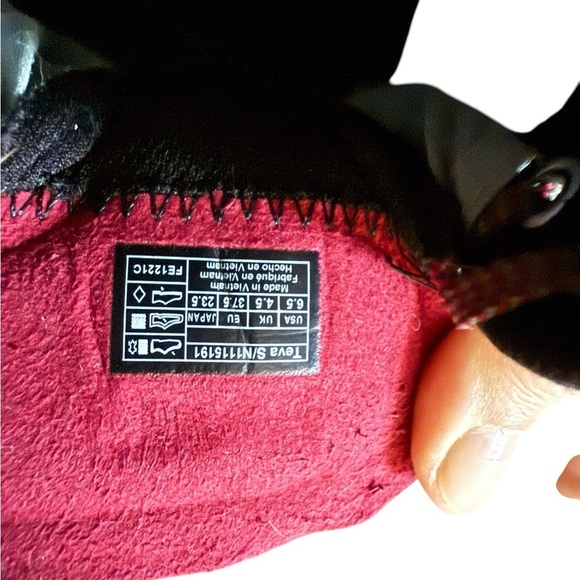 Teva S/N1115191
USA UK EU JAPAN
6.5 4.5 37.5 23.5
Made in Vietnam
Fabriqué en Vietnam
Hecho en Vietnam
FE1221C